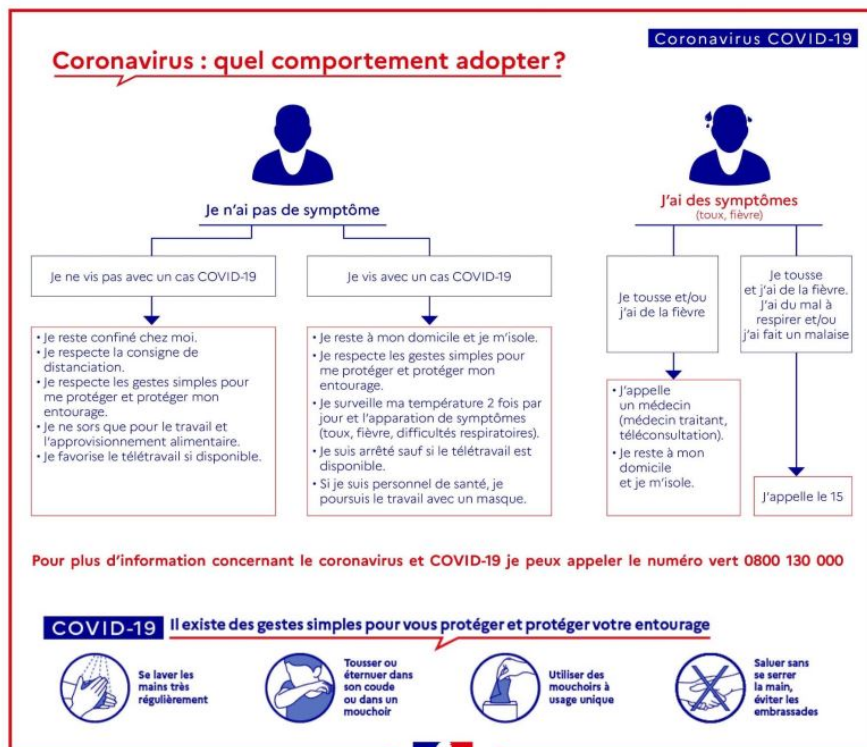 Coronavirus COVID-19
Coronavirus : quel comportement adopter ?
Je n'ai pas de symptôme
Je ne vis pas avec un cas COVID-19
• Je reste confiné chez moi.
• Je respecte la consigne de
distanciation.
• Je respecte les gestes simples pour
me protéger et protéger mon
entourage.
• Je ne sors que pour le travail et
l'approvisionnement alimentaire.
• Je favorise le télétravail si disponible.
Je vis avec un cas COVID-19
• Je reste à mon domicile et je m'isole.
• Je respecte les gestes simples pour
me protéger et protéger mon
entourage.
• Je surveille ma température 2 fois par
jour et l'apparation de symptômes
(toux, fièvre, difficultés respiratoires).
• Je suis arrêté sauf si le télétravail est
disponible.
• Si je suis personnel de santé, je
poursuis le travail avec un masque.
J'ai des symptômes
(toux, fièvre)
Je tousse et/ou
j'ai de la fièvre
• J'appelle
un médecin
(médecin traitant,
téléconsultation).
• Je reste à mon
domicile
et je m'isole.
Je tousse
et j'ai de la fièvre.
J'ai du mal à
respirer et/ou
j'ai fait un malaise
J'appelle le 15
Pour plus d'information concernant le coronavirus et COVID-19 je peux appeler le numéro vert 0800 130 000
COVID-19 Il existe des gestes simples pour vous protéger et protéger votre entourage
Se laver les
mains très
régulièrement
Tousser ou
éternuer dans
son coude
ou dans un
mouchoir
Utiliser des
mouchoirs à
usage unique
Saluer sans
se serrer
la main,
éviter les
embrassades